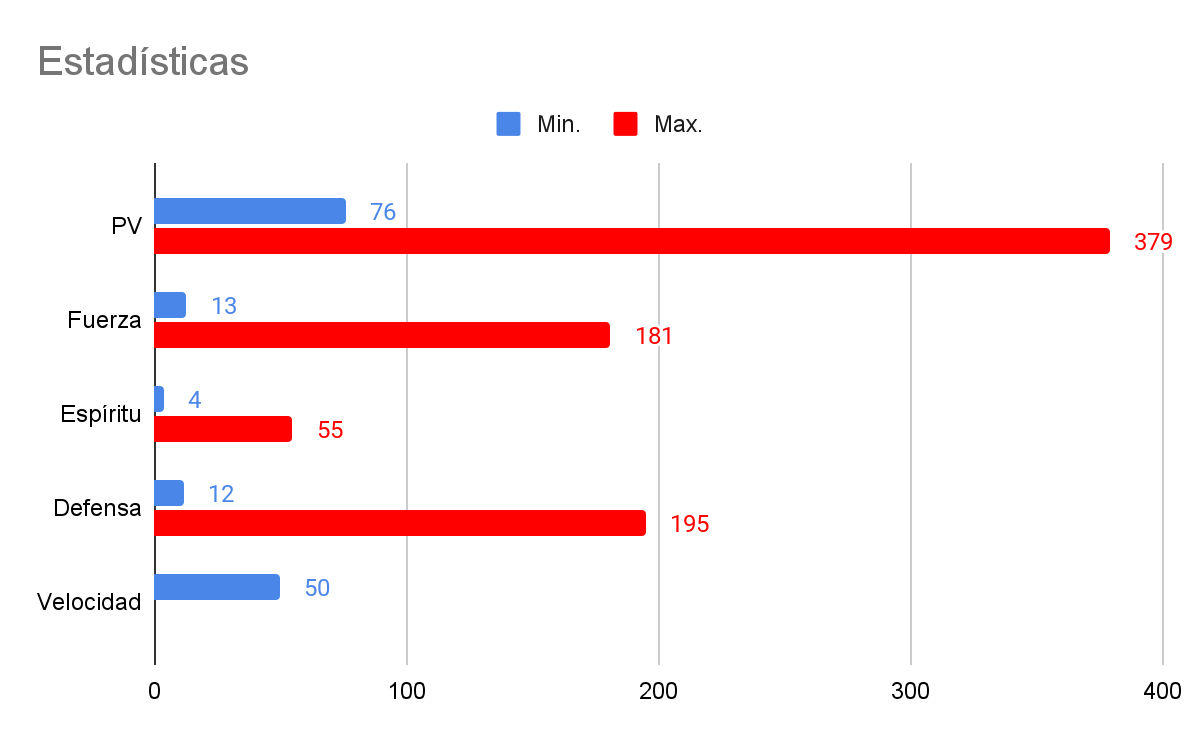 Estadísticas
Min. Max.
PV 76
379
Fuerza 13
181
Espíritu 4
55
Defensa 12
195
Velocidad 50
0 100 200 300 400